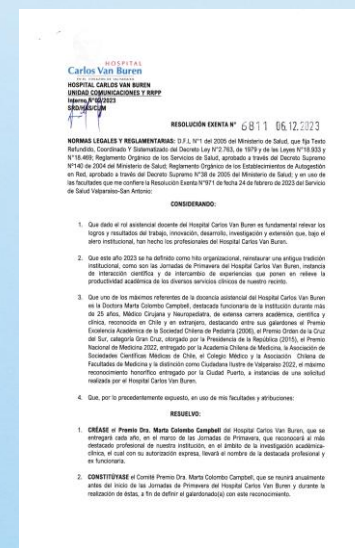 HOSPITAL
Carlos Van Buren
HOSPITAL CARLOS VAN BUREN
UNIDAD COMUNICACIONES Y RRPP
Interno N°02/2023
SRD/HAS/CLM
RESOLUCIÓN EXENTA N° 6811 06.12.2023
NORMAS LEGALES Y REGLAMENTARIAS: D.F.L N°1 del 2005 del Ministerio de Salud, que fija Texto
Refundido, Coordinado Y Sistematizado del Decreto Ley N°2.763, de 1979 y de las Leyes N°18.933 y
N°18.469; Reglamento Orgánico de los Servicios de Salud, aprobado a través del Decreto Supremo
N°140 de 2004 del Ministerio de Salud; Reglamento Orgánico de los Establecimientos de Autogestión
en Red, aprobado a través del Decreto Supremo N°38 de 2005 del Ministerio de Salud; y en uso de
las facultades que me confiere la Resolución Exenta N°971 de fecha 24 de febrero de 2023 del Servicio
de Salud Valparaíso-San Antonio;
CONSIDERANDO:
1. Que dado el rol asistencial docente del Hospital Carlos Van Buren es fundamental relevar los
logros y resultados del trabajo, innovación, desarrollo, investigación y extensión que, bajo el
alero institucional, han hecho los profesionales del Hospital Carlos Van Buren.
2. Que este año 2023 se ha definido como hito organizacional, reinstaurar una antigua tradición
institucional, como son las Jornadas de Primavera del Hospital Carlos Van Buren, instancia
de interacción científica y de intercambio de experiencias que ponen en relieve la
productividad académica de los diversos servicios clínicos de nuestro recinto.
3. Que uno de los máximos referentes de la docencia asistencial del Hospital Carlos Van Buren
es la Doctora Marta Colombo Campbell, destacada funcionaria de la institución durante más
de 25 años, Médico Cirujana y Neuropediatra, de extensa carrera académica, científica y
clínica, reconocida en Chile y en extranjero, destacando entre sus galardones el Premio
Excelencia Académica de la Sociedad Chilena de Pediatría (2006), el Premio Orden de la Cruz
del Sur, categoría Gran Cruz, otorgado por la Presidencia de la República (2015), el Premio
Nacional de Medicina 2022, entregado por la Academia Chilena de Medicina, la Asociación de
Sociedades Científicas Médicas de Chile, el Colegio Médico y la Asociación Chilena de
Facultades de Medicina y la distinción como Ciudadana Ilustre de Valparaíso 2022, el máximo
reconocimiento honorífico entregado por la Ciudad Puerto, a instancias de una solicitud
realizada por el Hospital Carlos Van Buren.
4. Que, por lo precedentemente expuesto, en uso de mis facultades y atribuciones:
RESUELVO:
1. CRÉASE el Premio Dra. Marta Colombo Campbell del Hospital Carlos Van Buren, que se
entregará cada año, en el marco de las Jornadas de Primavera, que reconocerá al más
destacado profesional de nuestra institución, en el ámbito de la investigación académica-
clínica, el cual con su autorización expresa, llevará el nombre de la destacada profesional y
ex funcionaria.
2. CONSTITÚYASE el Comité Premio Dra. Marta Colombo Campbell, que se reunirá anualmente
antes del inicio de las Jornadas de Primavera del Hospital Carlos Van Buren y durante la
realización de éstas, a fin de definir el galardonado(a) con este reconocimiento.